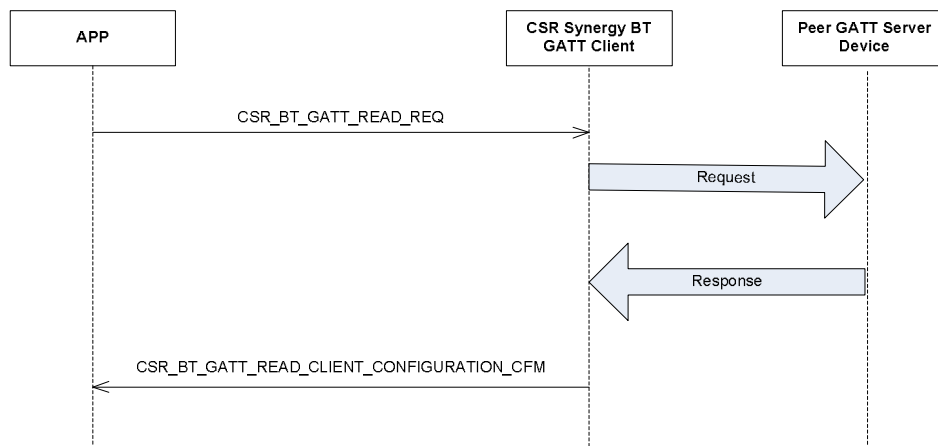 APP
CSR Synergy BT
GATT Client
Peer GATT Server
Device
CSR_BT_GATT_READ_REQ
Request
Response
CSR_BT_GATT_READ_CLIENT_CONFIGURATION_CFM